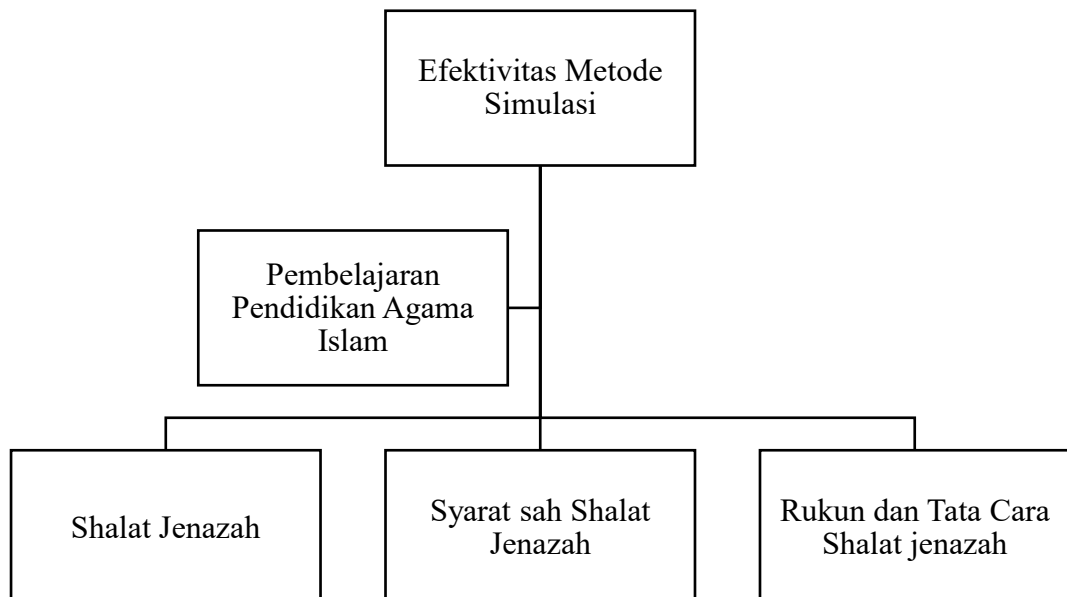 Efektivitas Metode
Simulasi
Pembelajaran
Pendidikan Agama
Islam
Shalat Jenazah
Syarat sah Shalat
Jenazah
Rukun dan Tata Cara
Shalat jenazah